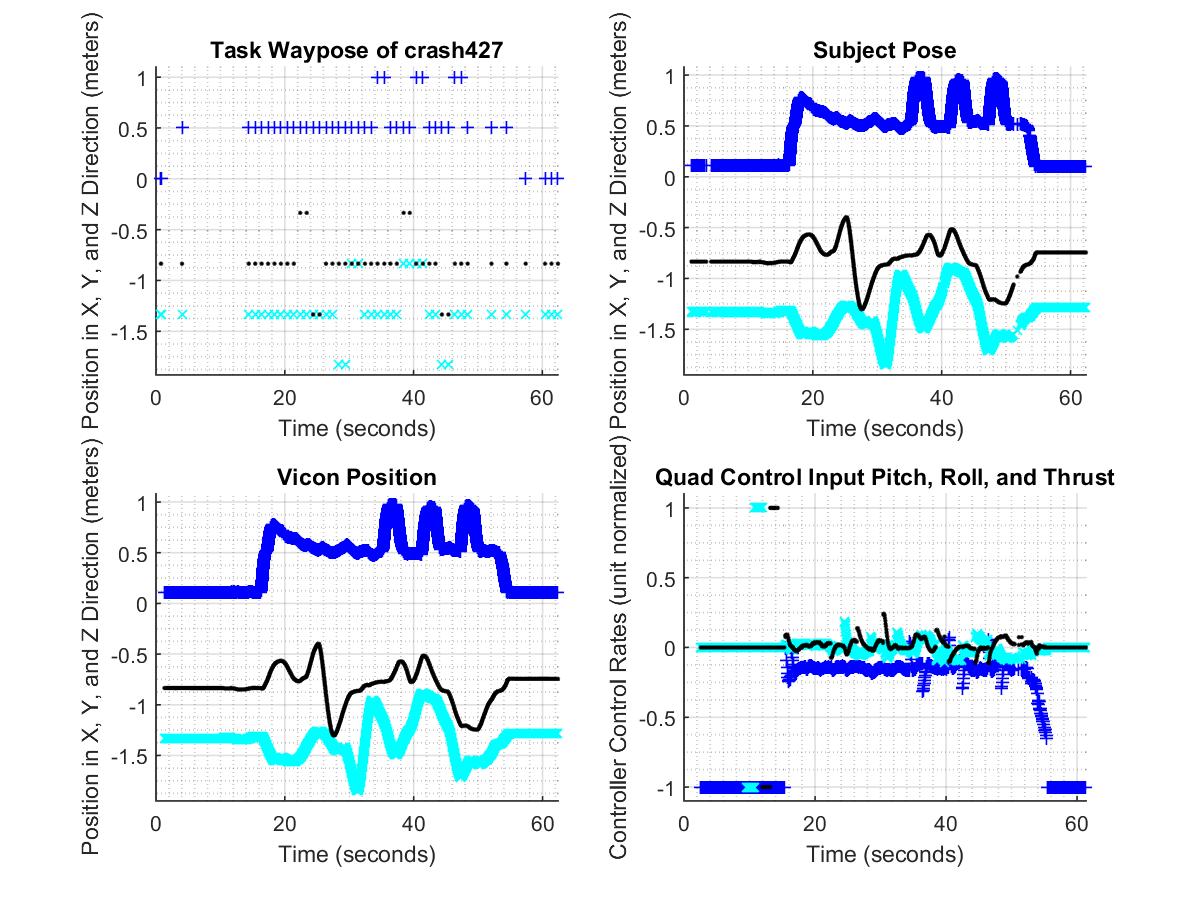 Task Waypose of crash427
Position in X, Y, and Z Direction (meters)
1
0.5
0
-0.5
-1
-1.5
0 20 40 60
Time (seconds)
Subject Pose
Position in X, Y, and Z Direction (meters)
1
0.5
0
-0.5
-1
-1.5
0 20 40 60
Time (seconds)
Vicon Position
Position in X, Y, and Z Direction (meters)
1
0.5
0
-0.5
-1
-1.5
0 20 40 60
Time (seconds)
Quad Control Input Pitch, Roll, and Thrust
Controller Control Rates (unit normalized)
1
0.5
0
-0.5
-1
0 20 40 60
Time (seconds)